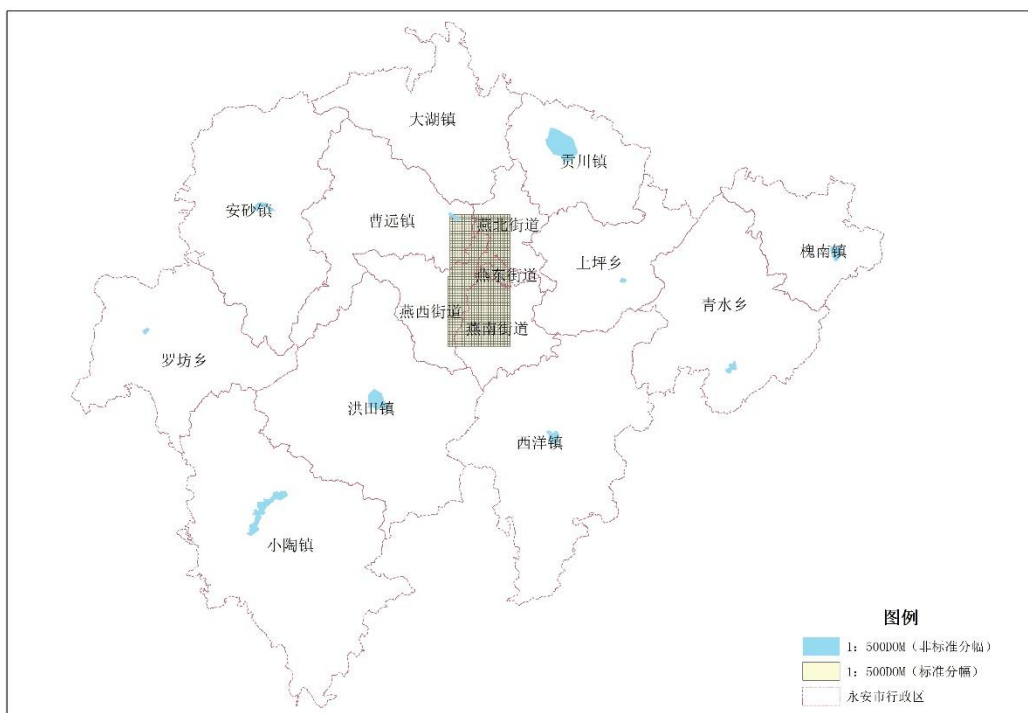 大湖镇
贡川镇
安砂镇
曹远镇
燕北街道
槐南镇
上坪乡
燕东街道
青水乡
燕西街道
燕南街道
罗坊乡
洪田镇
西洋镇
小陶镇
图例
1：500DOM（非标准分幅）
1：500DOM（标准分幅）
永安市行政区